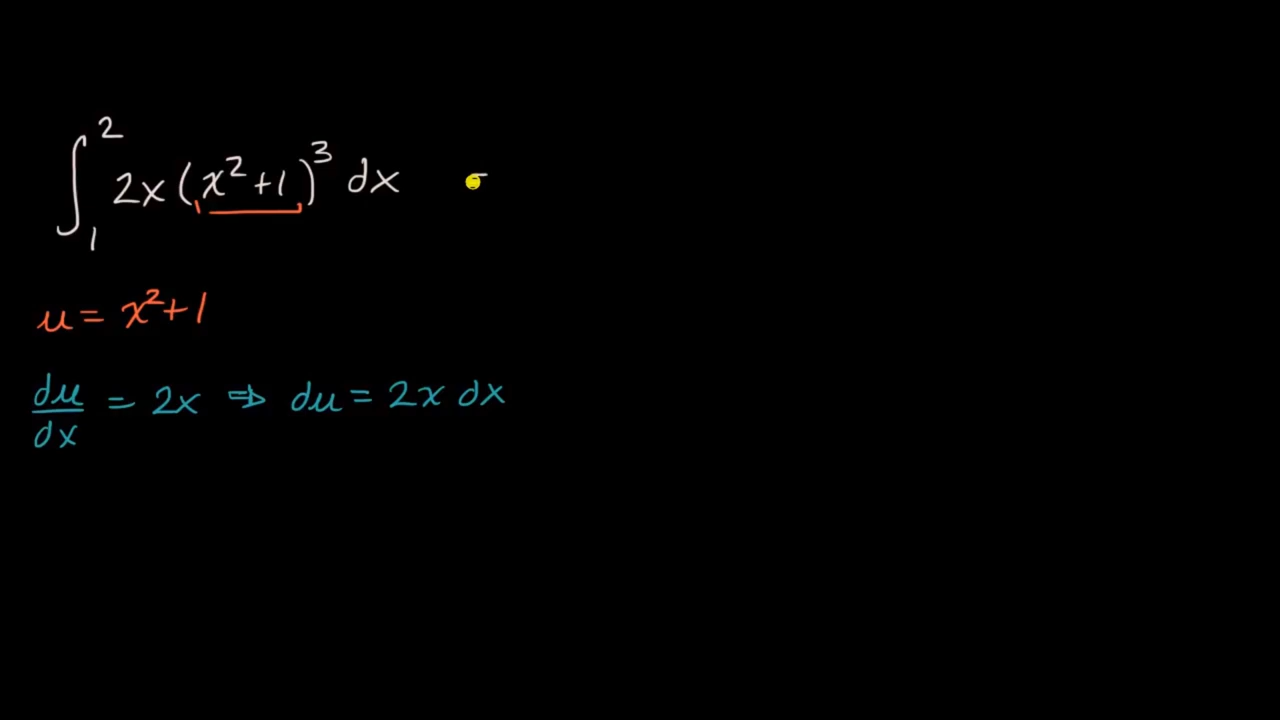 ∫₁² 2x(x²+1)³ dx
u = x²+1
du/dx = 2x ⇒ du = 2x dx